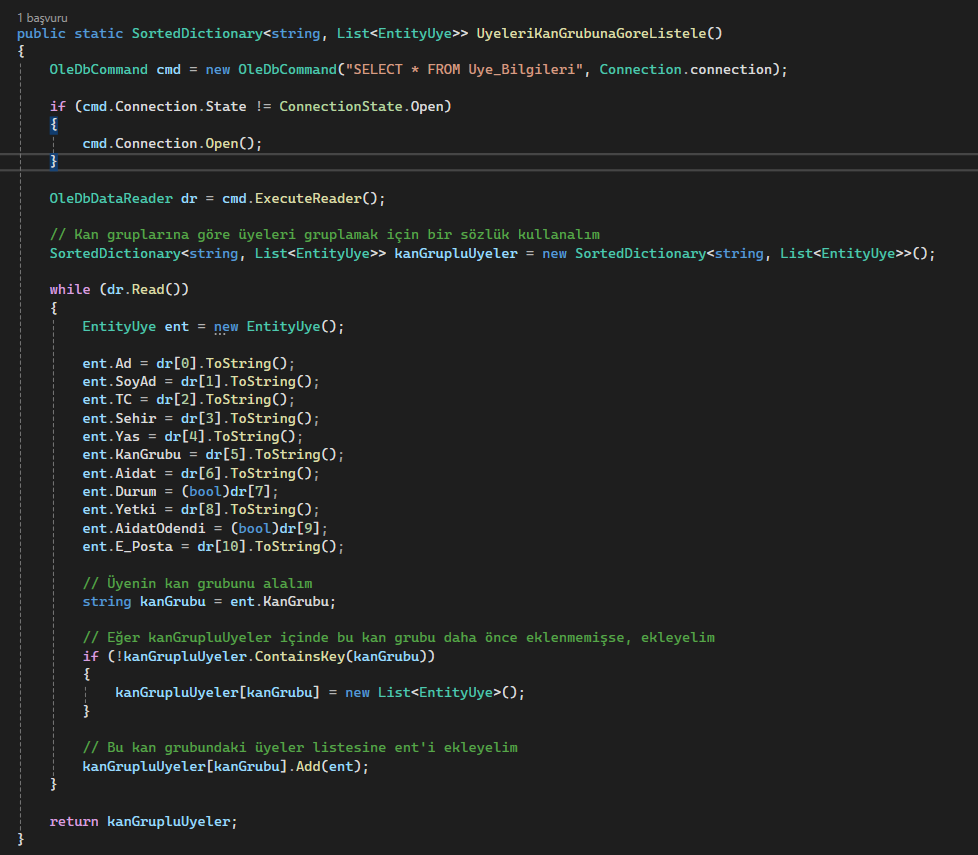 1 başvuru
public static SortedDictionary<string, List<EntityUye>> UyeleriKanGrubunaGoreListele()
{
    OleDbCommand cmd = new OleDbCommand("SELECT * FROM Uye_Bilgileri", Connection.connection);

    if (cmd.Connection.State != ConnectionState.Open)
    {
        cmd.Connection.Open();
    }

    OleDbDataReader dr = cmd.ExecuteReader();

    // Kan gruplarına göre üyeleri gruplamak için bir sözlük kullanalım
    SortedDictionary<string, List<EntityUye>> kanGrupluUyeler = new SortedDictionary<string, List<EntityUye>>();

    while (dr.Read())
    {
        EntityUye ent = new EntityUye();

        ent.Ad = dr[0].ToString();
        ent.SoyAd = dr[1].ToString();
        ent.TC = dr[2].ToString();
        ent.Sehir = dr[3].ToString();
        ent.Yas = dr[4].ToString();
        ent.KanGrubu = dr[5].ToString();
        ent.Aidat = dr[6].ToString();
        ent.Durum = (bool)dr[7];
        ent.Yetki = dr[8].ToString();
        ent.AidatOdendi = (bool)dr[9];
        ent.E_Posta = dr[10].ToString();

        // Üyenin kan grubunu alalım
        string kanGrubu = ent.KanGrubu;

        // Eğer kanGrupluUyeler içinde bu kan grubu daha önce eklenmemişse, ekleyelim
        if (!kanGrupluUyeler.ContainsKey(kanGrubu))
        {
            kanGrupluUyeler[kanGrubu] = new List<EntityUye>();
        }

        // Bu kan grubundaki üyeler listesine ent'i ekleyelim
        kanGrupluUyeler[kanGrubu].Add(ent);
    }

    return kanGrupluUyeler;
}